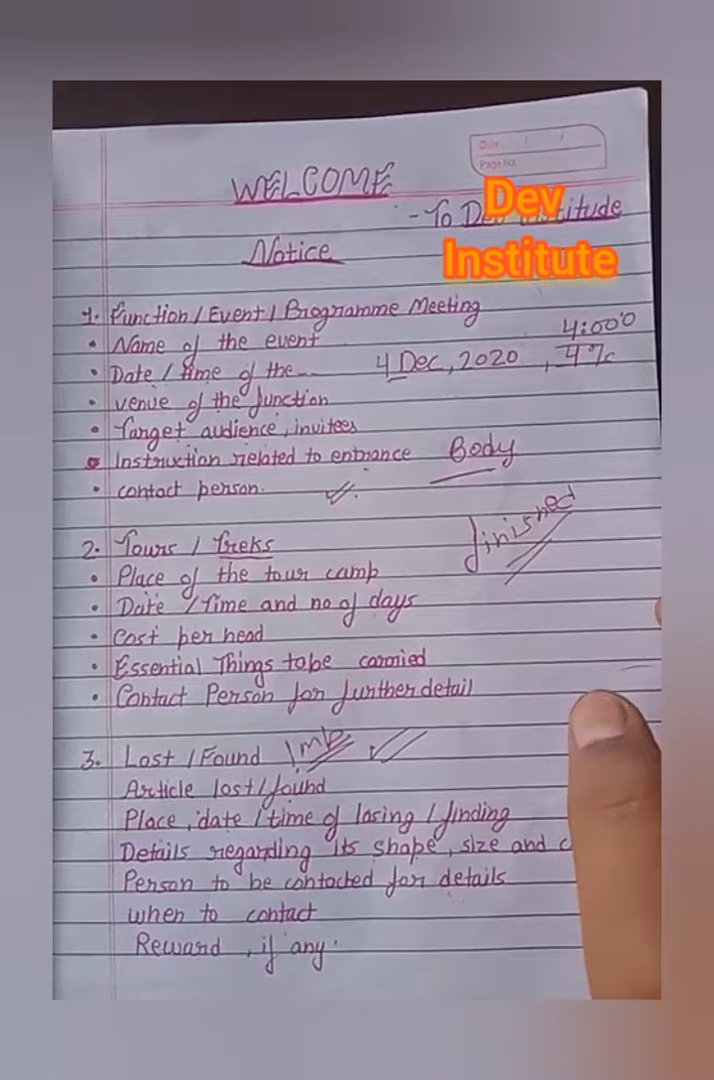 Date : / /
Page No.
WELCOME
- To Dev Institude
Dev
Institute
Notice
1. Function / Event / Programme Meeting
• Name of the event
4:00
• Date / time of the... 4 Dec, 2020 ,
• venue of the function
• Target audience, invitees
• Instruction related to entrance Body
• contact person.
finished
2. Tours / Treks
• Place of the tour camp
• Date / Time and no of days
• Cost per head
• Essential Things to be carried
• Contact Person for further detail
3. Lost / Found Imp
Article lost / found
Place, date / time of losing / finding
Details regarding its shape, size and
Person to be contacted for details
when to contact
Reward, if any.